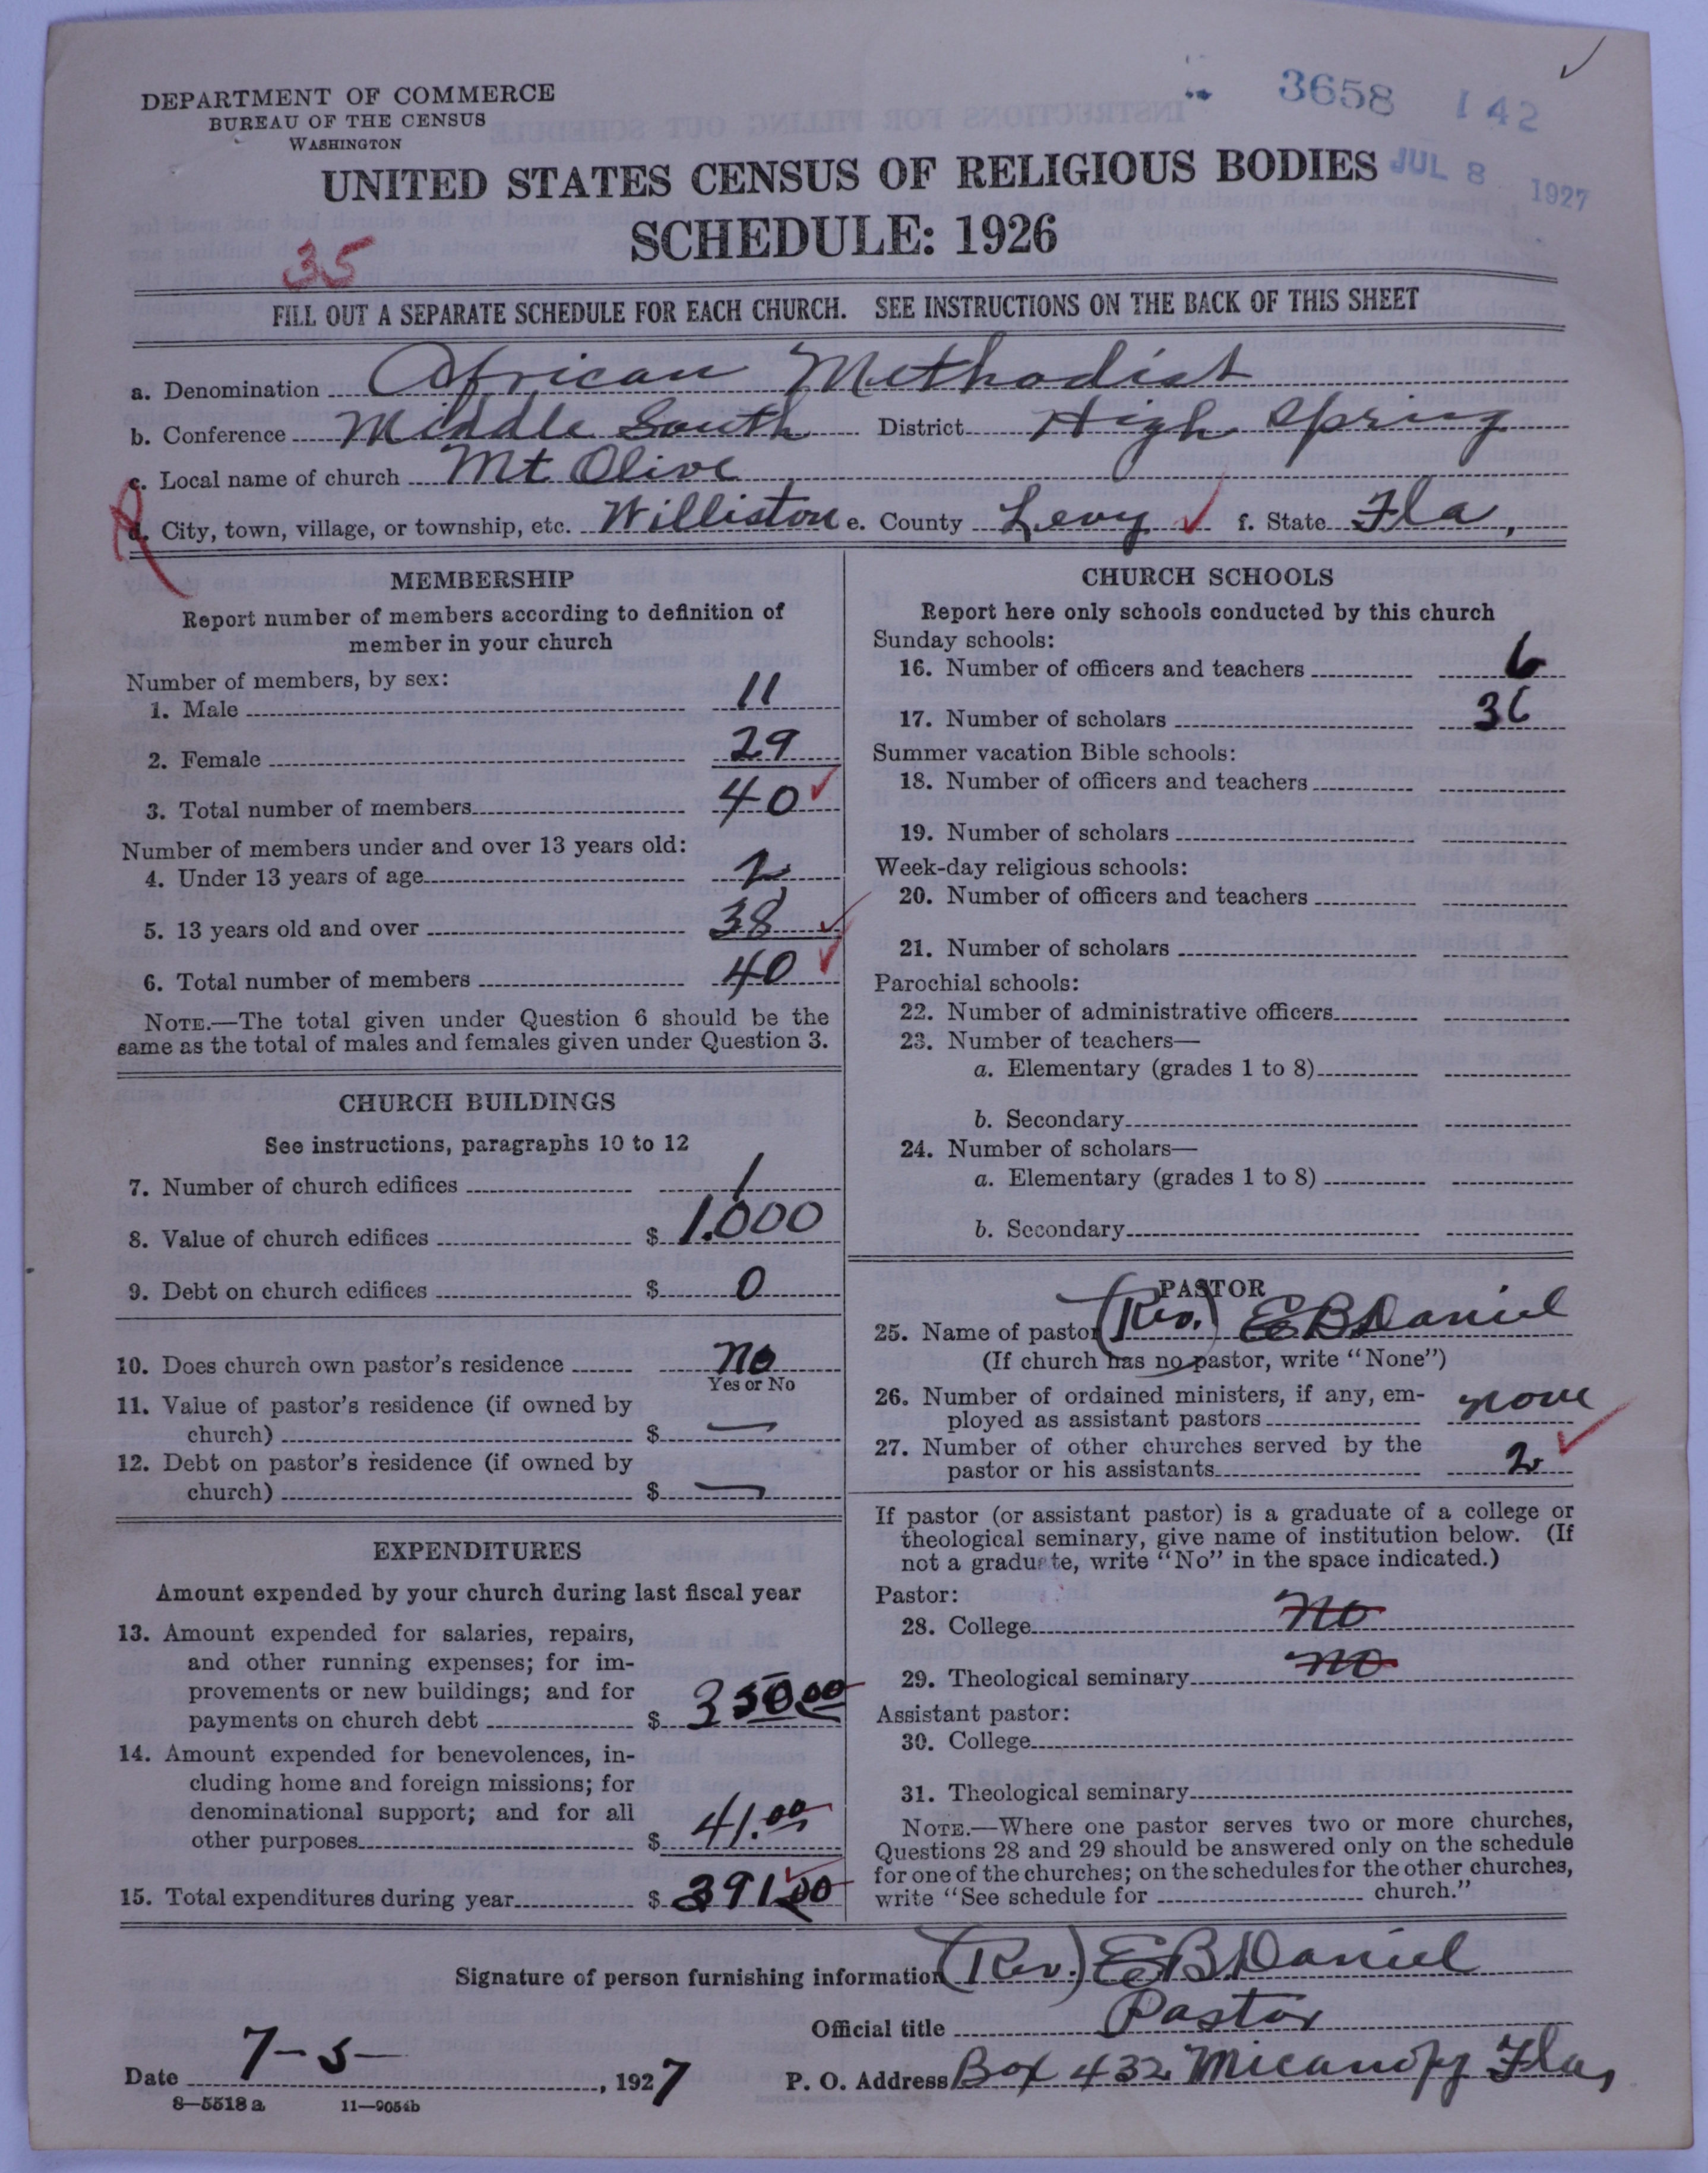 3658 142
DEPARTMENT OF COMMERCE
BUREAU OF THE CENSUS
WASHINGTON
JUL 8 1927
UNITED STATES CENSUS OF RELIGIOUS BODIES
SCHEDULE: 1926
35
FILL OUT A SEPARATE SCHEDULE FOR EACH CHURCH. SEE INSTRUCTIONS ON THE BACK OF THIS SHEET
a. Denomination African Methodist
b. Conference Middle South District High Spring
c. Local name of church Mt Olive
d. City, town, village, or township, etc. Williston e. County Levy f. State Fla,
MEMBERSHIP
Report number of members according to definition of
member in your church
Number of members, by sex:
1. Male 11
2. Female 29
3. Total number of members 40
Number of members under and over 13 years old:
4. Under 13 years of age 2
5. 13 years old and over 38
6. Total number of members 40
NOTE.—The total given under Question 6 should be the
same as the total of males and females given under Question 3.
CHURCH BUILDINGS
See instructions, paragraphs 10 to 12
7. Number of church edifices 1
8. Value of church edifices $ 1.000
9. Debt on church edifices $ 0
10. Does church own pastor's residence no
Yes or No
11. Value of pastor's residence (if owned by
church) $ —
12. Debt on pastor's residence (if owned by
church) $ —
EXPENDITURES
Amount expended by your church during last fiscal year
13. Amount expended for salaries, repairs,
and other running expenses; for im-
provements or new buildings; and for
payments on church debt $ 350.00
14. Amount expended for benevolences, in-
cluding home and foreign missions; for
denominational support; and for all
other purposes $ 41.00
15. Total expenditures during year $ 391.00
CHURCH SCHOOLS
Report here only schools conducted by this church
Sunday schools:
16. Number of officers and teachers 6
17. Number of scholars 36
Summer vacation Bible schools:
18. Number of officers and teachers
19. Number of scholars
Week-day religious schools:
20. Number of officers and teachers
21. Number of scholars
Parochial schools:
22. Number of administrative officers
23. Number of teachers—
a. Elementary (grades 1 to 8)
b. Secondary
24. Number of scholars—
a. Elementary (grades 1 to 8)
b. Secondary
PASTOR
25. Name of pastor (Rev.) E B Daniel
(If church has no pastor, write "None")
26. Number of ordained ministers, if any, em-
ployed as assistant pastors none
27. Number of other churches served by the
pastor or his assistants 2
If pastor (or assistant pastor) is a graduate of a college or
theological seminary, give name of institution below. (If
not a graduate, write "No" in the space indicated.)
Pastor:
28. College no
29. Theological seminary no
Assistant pastor:
30. College
31. Theological seminary
NOTE.—Where one pastor serves two or more churches,
Questions 28 and 29 should be answered only on the schedule
for one of the churches; on the schedules for the other churches,
write "See schedule for church."
Signature of person furnishing information (Rev.) E B Daniel
Official title Pastor
Date 7-5-, 1927 P. O. Address Box 432 Micanopy Fla,
8—5518 a 11—9054b